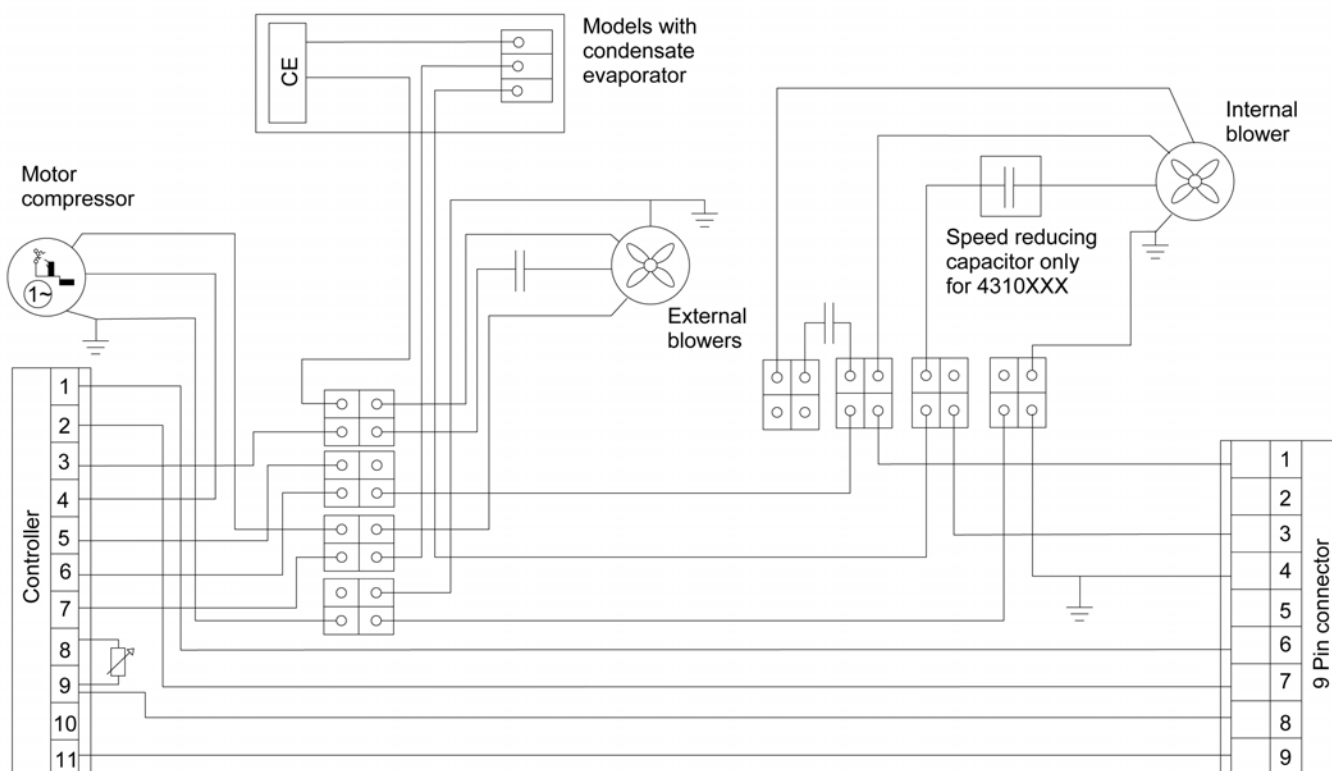 Models with
condensate
evaporator
CE
Internal
blower
Motor
compressor
1~
Speed reducing
capacitor only
for 4310XXX
External
blowers
Controller
1
2
3
4
5
6
7
8
9
10
11
1
2
3
4
5
6
7
8
9
9 Pin connector